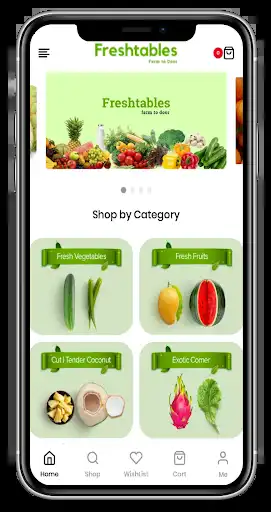 Freshtables
Farm to Door
0
Freshtables
farm to door
Shop by Category
Fresh Vegetables
Fresh Fruits
Cut | Tender Coconut
Exotic Corner
Home
Shop
Wishlist
Cart
Me